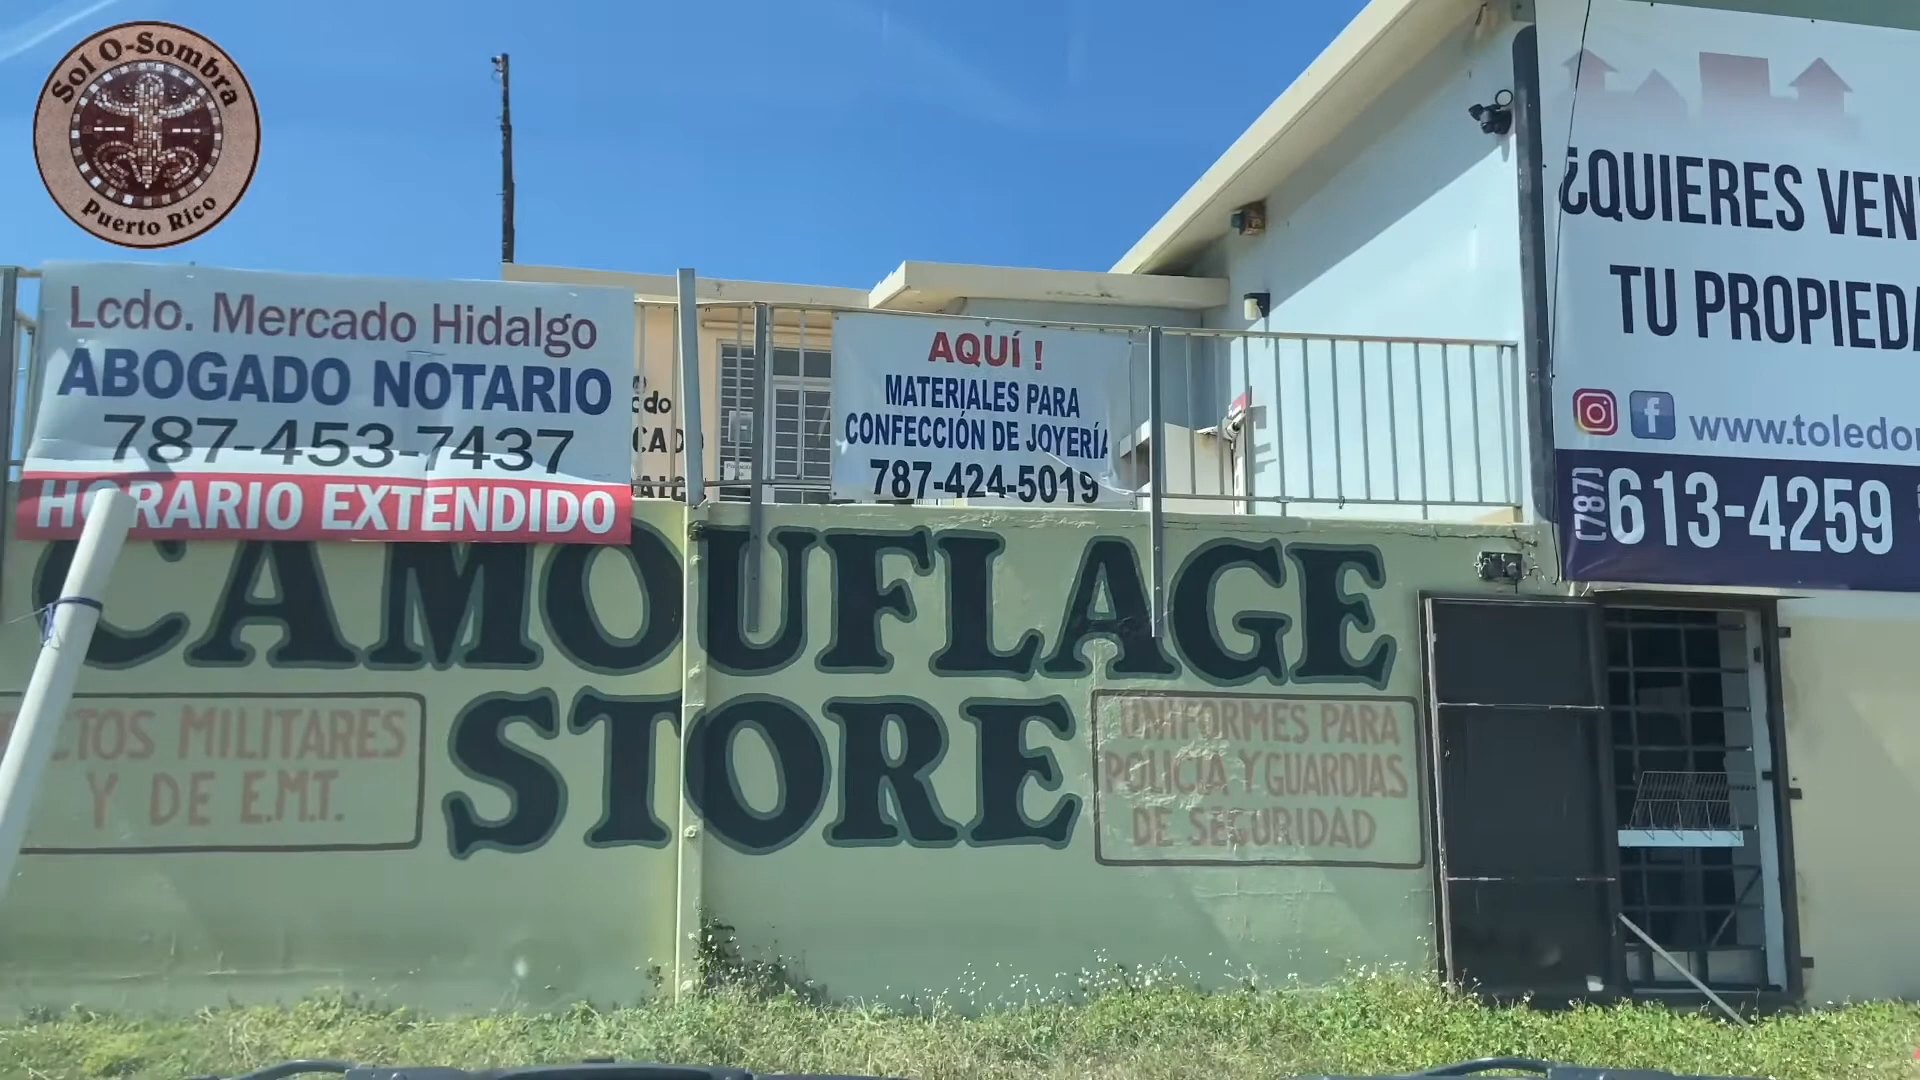 Sol O-Sombra
Puerto Rico
Lcdo. Mercado Hidalgo
ABOGADO NOTARIO
787-453-7437
HORARIO EXTENDIDO
AQUÍ !
MATERIALES PARA
CONFECCIÓN DE JOYERÍA
787-424-5019
¿QUIERES VEN
TU PROPIEDA
www.toledo
(787) 613-4259
CAMOUFLAGE
STORE
CTOS MILITARES
Y DE E.M.T.
UNIFORMES PARA
POLICIA Y GUARDIAS
DE SEGURIDAD